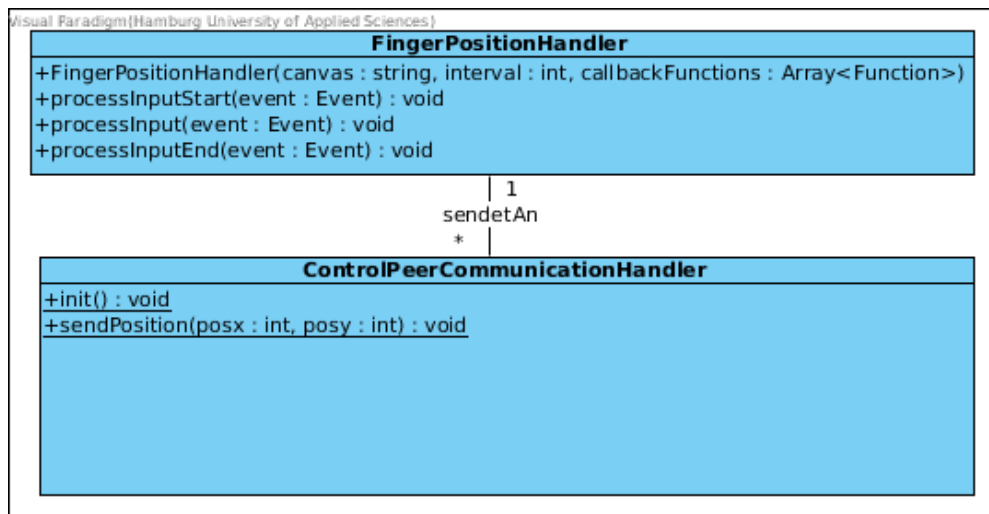 Visual Paradigm(Hamburg University of Applied Sciences)
FingerPositionHandler
+FingerPositionHandler(canvas : string, interval : int, callbackFunctions : Array<Function>)
+processInputStart(event : Event) : void
+processInput(event : Event) : void
+processInputEnd(event : Event) : void
1
sendetAn
*
ControlPeerCommunicationHandler
+init() : void
+sendPosition(posx : int, posy : int) : void